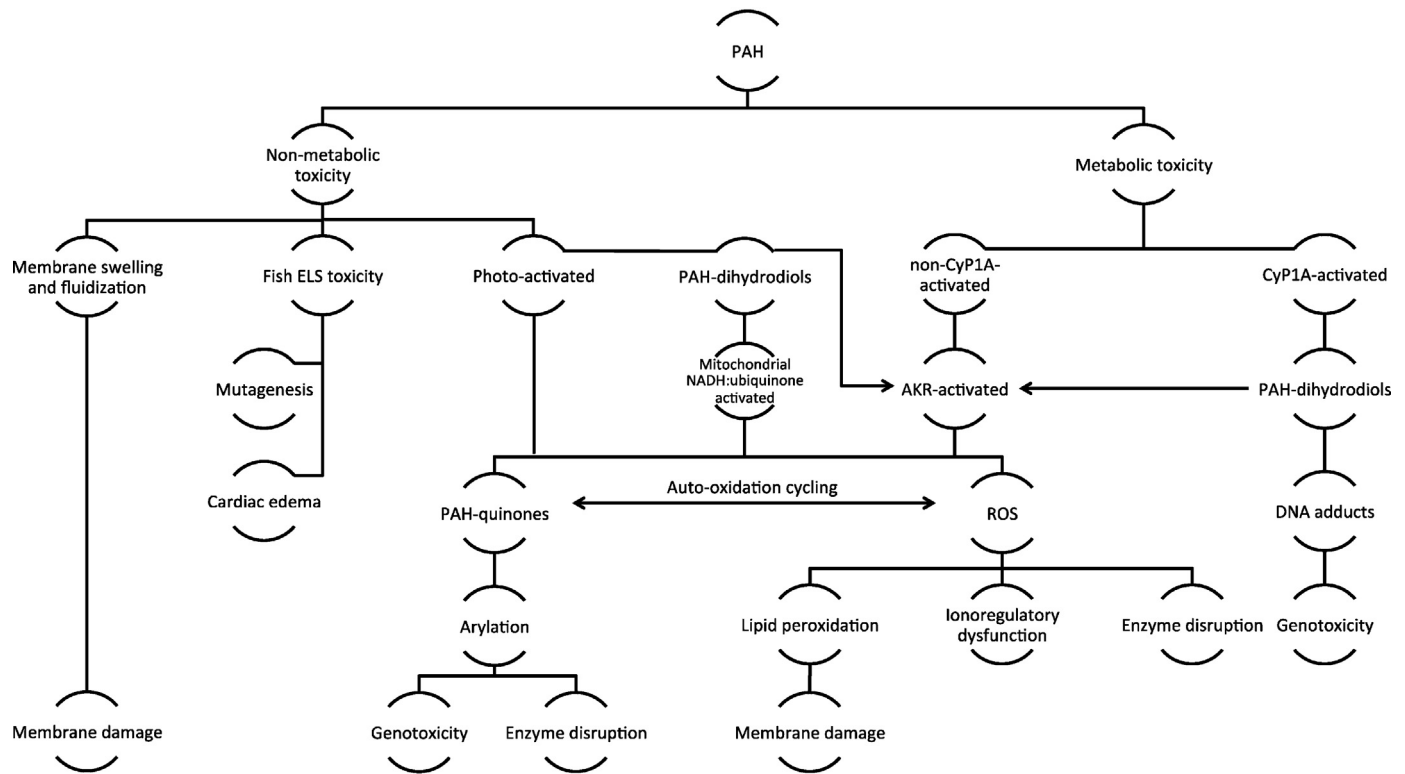 PAH
Non-metabolic
toxicity
Metabolic toxicity
Membrane swelling
and fluidization
Fish ELS toxicity
Photo-activated
PAH-dihydrodiols
non-CyP1A-
activated
CyP1A-activated
Mutagenesis
Mitochondrial
NADH:ubiquinone
activated
AKR-activated
PAH-dihydrodiols
Cardiac edema
Auto-oxidation cycling
PAH-quinones
ROS
DNA adducts
Arylation
Lipid peroxidation
Ionoregulatory
dysfunction
Enzyme disruption
Genotoxicity
Membrane damage
Genotoxicity
Enzyme disruption
Membrane damage